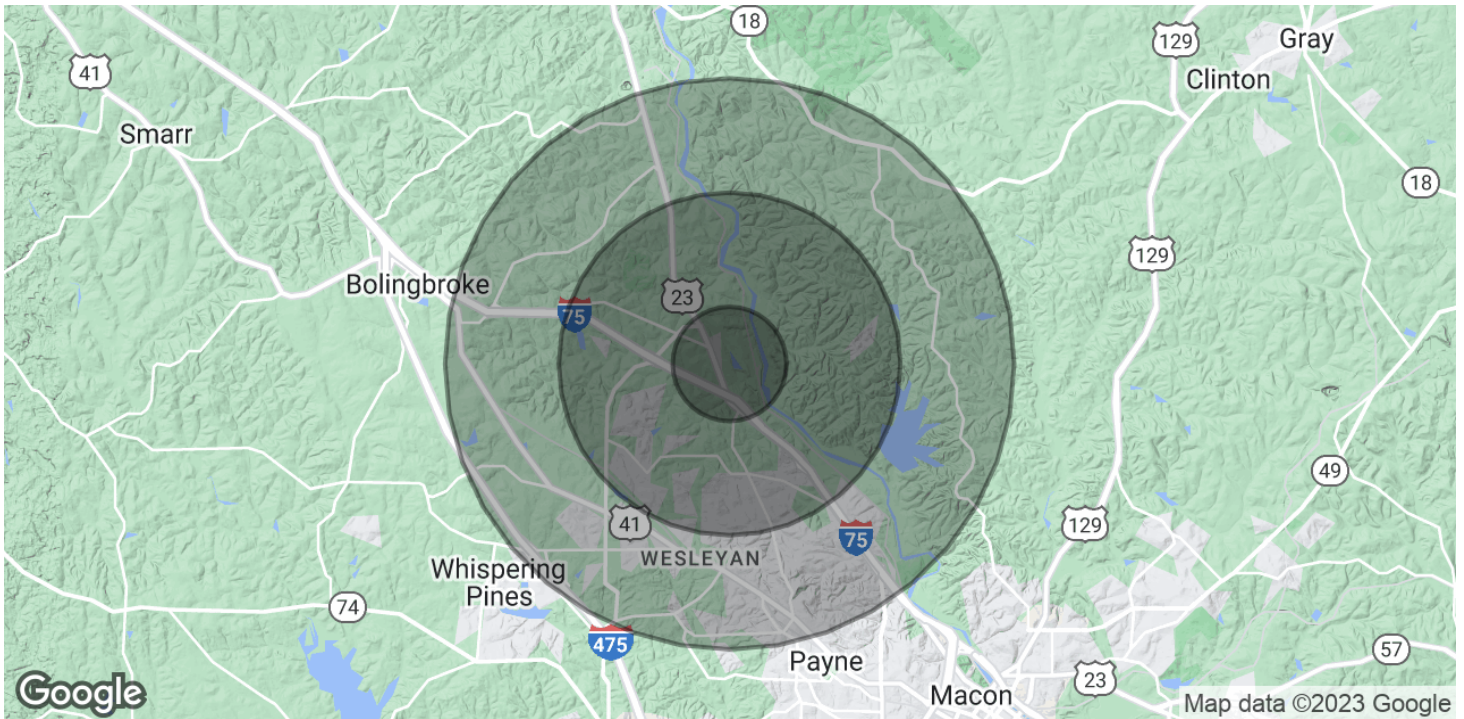 18
41
129
Gray
Clinton
Smarr
18
129
Bolingbroke
23
75
49
41
129
75
WESLEYAN
Whispering
Pines
74
475
57
Payne
23
Macon
Google
Map data ©2023 Google